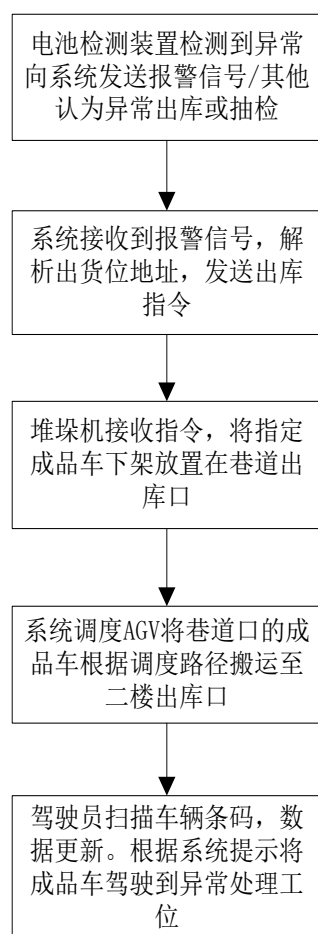 电池检测装置检测到异常
向系统发送报警信号/其他
认为异常出库或抽检
系统接收到报警信号，解
析出货位地址，发送出库
指令
堆垛机接收指令，将指定
成品车下架放置在巷道出
库口
系统调度AGV将巷道口的成
品车根据调度路径搬运至
二楼出库口
驾驶员扫描车辆条码，数
据更新。根据系统提示将
成品车驾驶到异常处理工
位